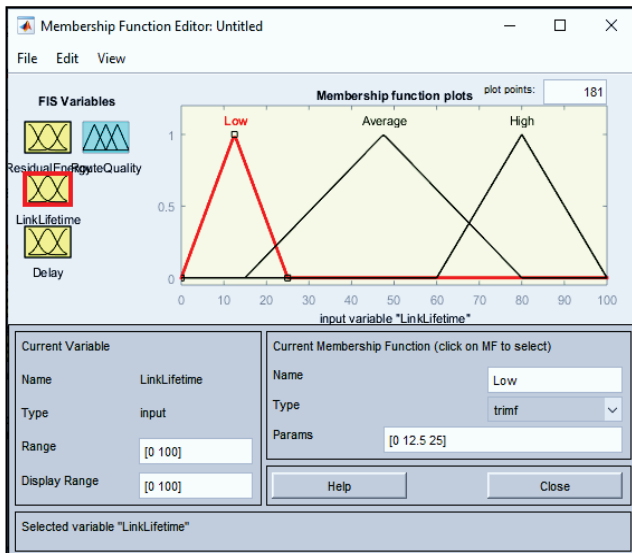 Membership Function Editor: Untitled
File Edit View
FIS Variables
ResidualEnergy
RouteQuality
LinkLifetime
Delay
Membership function plots
plot points: 181
Low Average High
1
0.5
0
0 10 20 30 40 50 60 70 80 90 100
input variable "LinkLifetime"
Current Variable
Name LinkLifetime
Type input
Range [0 100]
Display Range [0 100]
Current Membership Function (click on MF to select)
Name Low
Type trimf
Params [0 12.5 25]
Help Close
Selected variable "LinkLifetime"